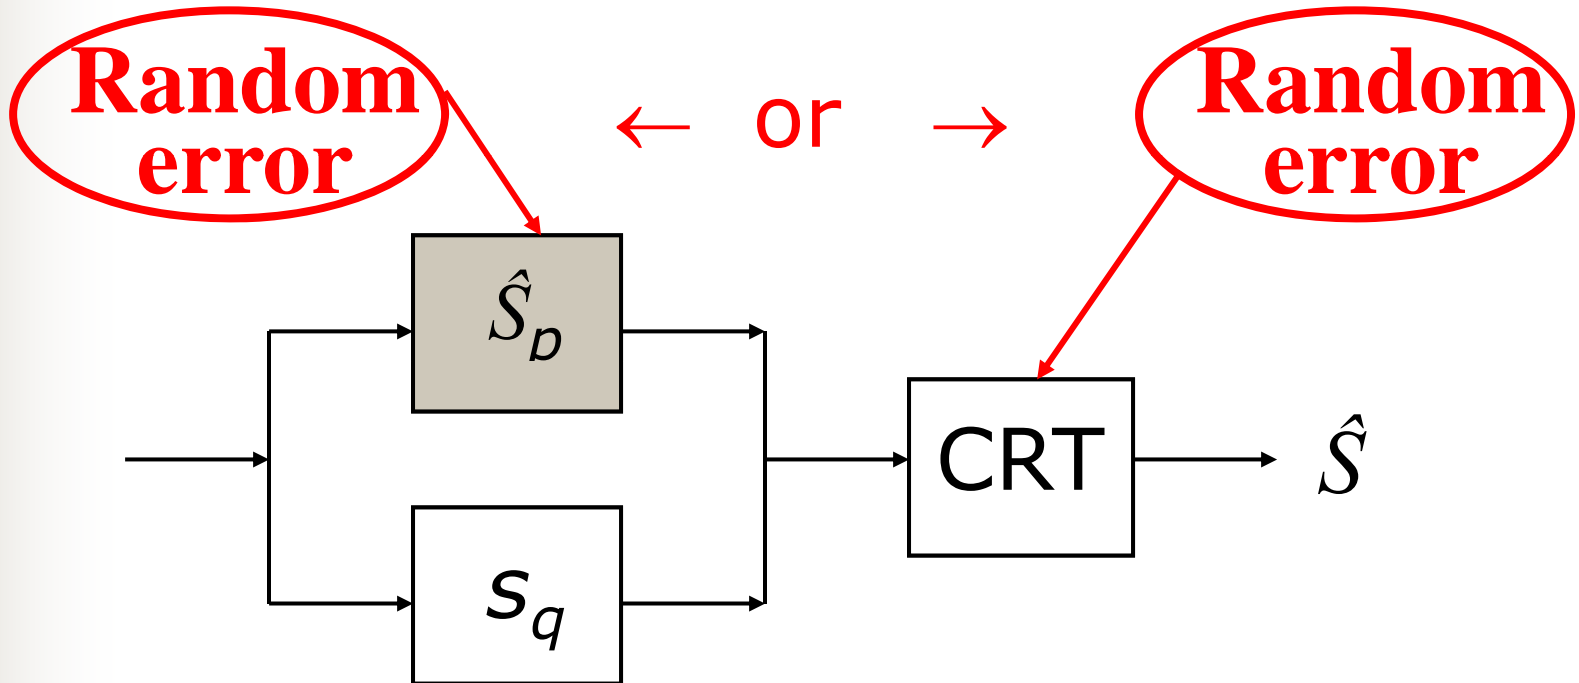 Random
error
← or →
Random
error
Ŝp
CRT
Ŝ
sq